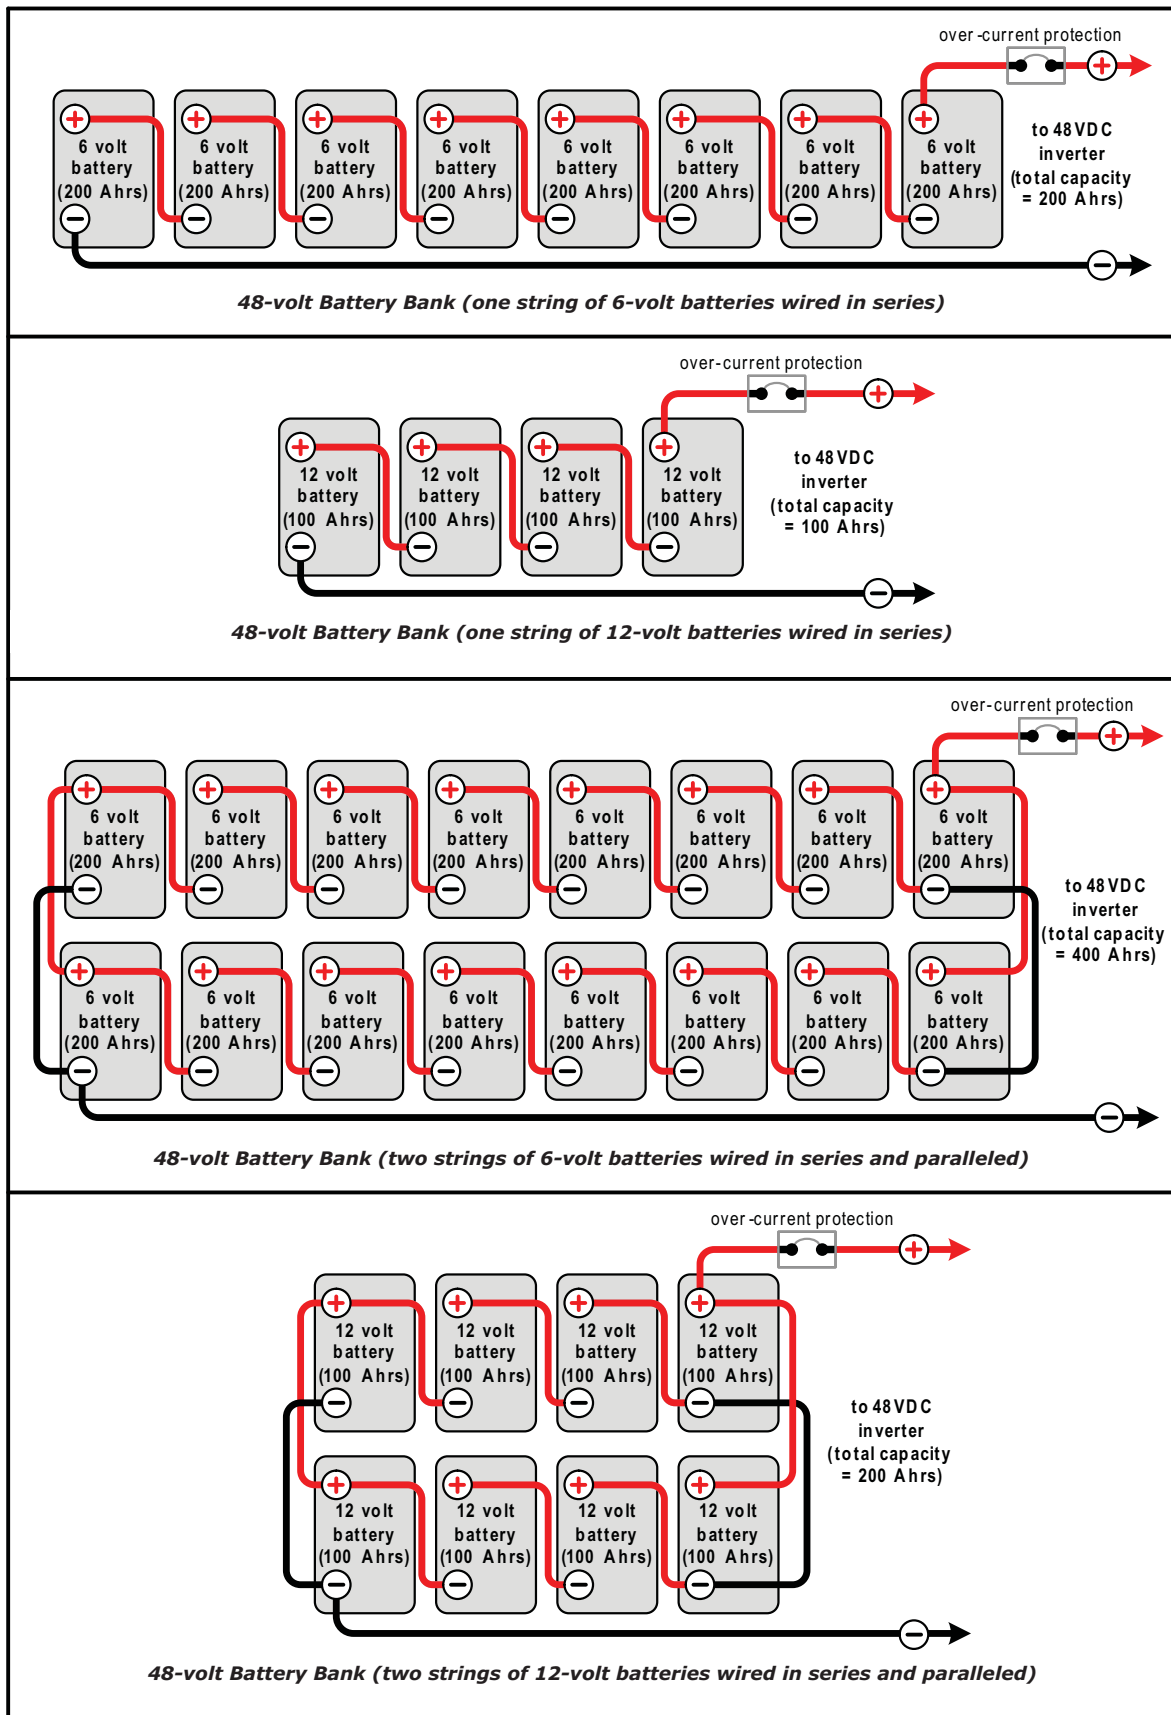 over-current protection
6 volt battery (200 Ahrs)
6 volt battery (200 Ahrs)
6 volt battery (200 Ahrs)
6 volt battery (200 Ahrs)
6 volt battery (200 Ahrs)
6 volt battery (200 Ahrs)
6 volt battery (200 Ahrs)
6 volt battery (200 Ahrs)
to 48VDC
inverter
(total capacity
= 200 Ahrs)
48-volt Battery Bank (one string of 6-volt batteries wired in series)
over-current protection
12 volt battery (100 Ahrs)
12 volt battery (100 Ahrs)
12 volt battery (100 Ahrs)
12 volt battery (100 Ahrs)
to 48VDC
inverter
(total capacity
= 100 Ahrs)
48-volt Battery Bank (one string of 12-volt batteries wired in series)
over-current protection
6 volt battery (200 Ahrs)
6 volt battery (200 Ahrs)
6 volt battery (200 Ahrs)
6 volt battery (200 Ahrs)
6 volt battery (200 Ahrs)
6 volt battery (200 Ahrs)
6 volt battery (200 Ahrs)
6 volt battery (200 Ahrs)
to 48VDC
inverter
(total capacity
= 400 Ahrs)
6 volt battery (200 Ahrs)
6 volt battery (200 Ahrs)
6 volt battery (200 Ahrs)
6 volt battery (200 Ahrs)
6 volt battery (200 Ahrs)
6 volt battery (200 Ahrs)
6 volt battery (200 Ahrs)
6 volt battery (200 Ahrs)
48-volt Battery Bank (two strings of 6-volt batteries wired in series and paralleled)
over-current protection
12 volt battery (100 Ahrs)
12 volt battery (100 Ahrs)
12 volt battery (100 Ahrs)
12 volt battery (100 Ahrs)
to 48VDC
inverter
(total capacity
= 200 Ahrs)
12 volt battery (100 Ahrs)
12 volt battery (100 Ahrs)
12 volt battery (100 Ahrs)
12 volt battery (100 Ahrs)
48-volt Battery Bank (two strings of 12-volt batteries wired in series and paralleled)